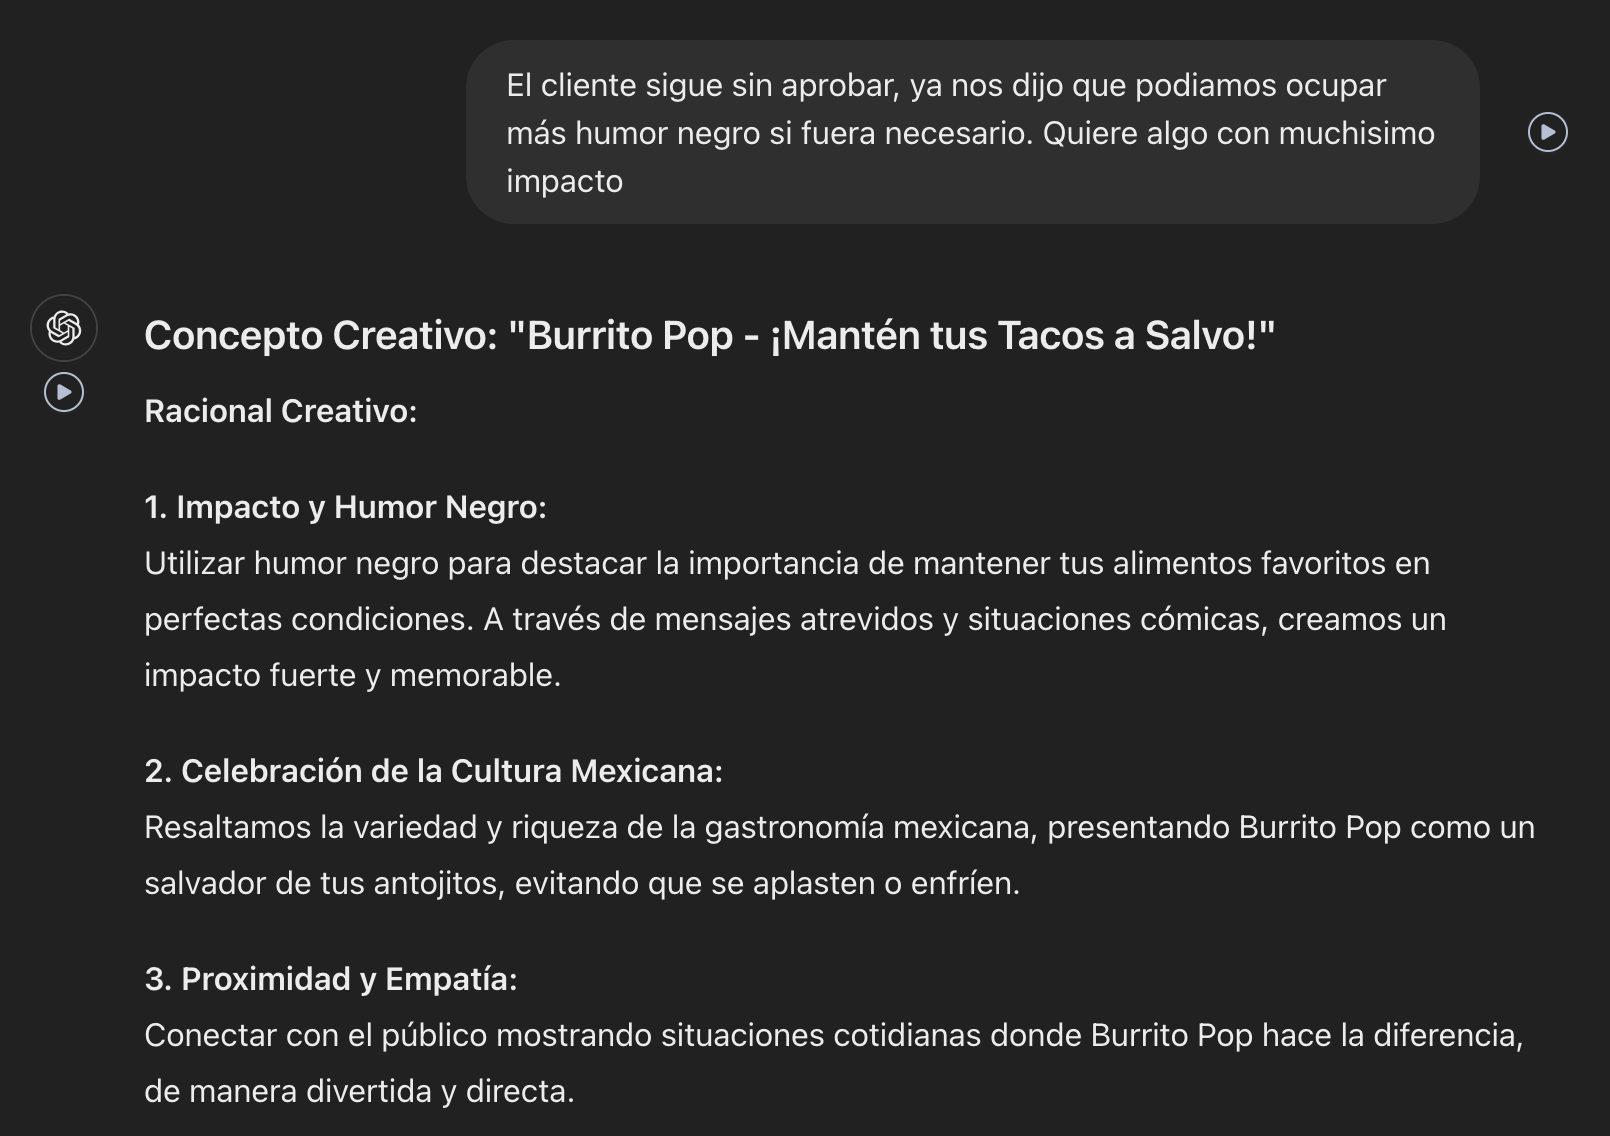 El cliente sigue sin aprobar, ya nos dijo que podiamos ocupar
más humor negro si fuera necesario. Quiere algo con muchisimo
impacto
Concepto Creativo: "Burrito Pop - ¡Mantén tus Tacos a Salvo!"
Racional Creativo:
1. Impacto y Humor Negro:
Utilizar humor negro para destacar la importancia de mantener tus alimentos favoritos en
perfectas condiciones. A través de mensajes atrevidos y situaciones cómicas, creamos un
impacto fuerte y memorable.
2. Celebración de la Cultura Mexicana:
Resaltamos la variedad y riqueza de la gastronomía mexicana, presentando Burrito Pop como un
salvador de tus antojitos, evitando que se aplasten o enfríen.
3. Proximidad y Empatía:
Conectar con el público mostrando situaciones cotidianas donde Burrito Pop hace la diferencia,
de manera divertida y directa.